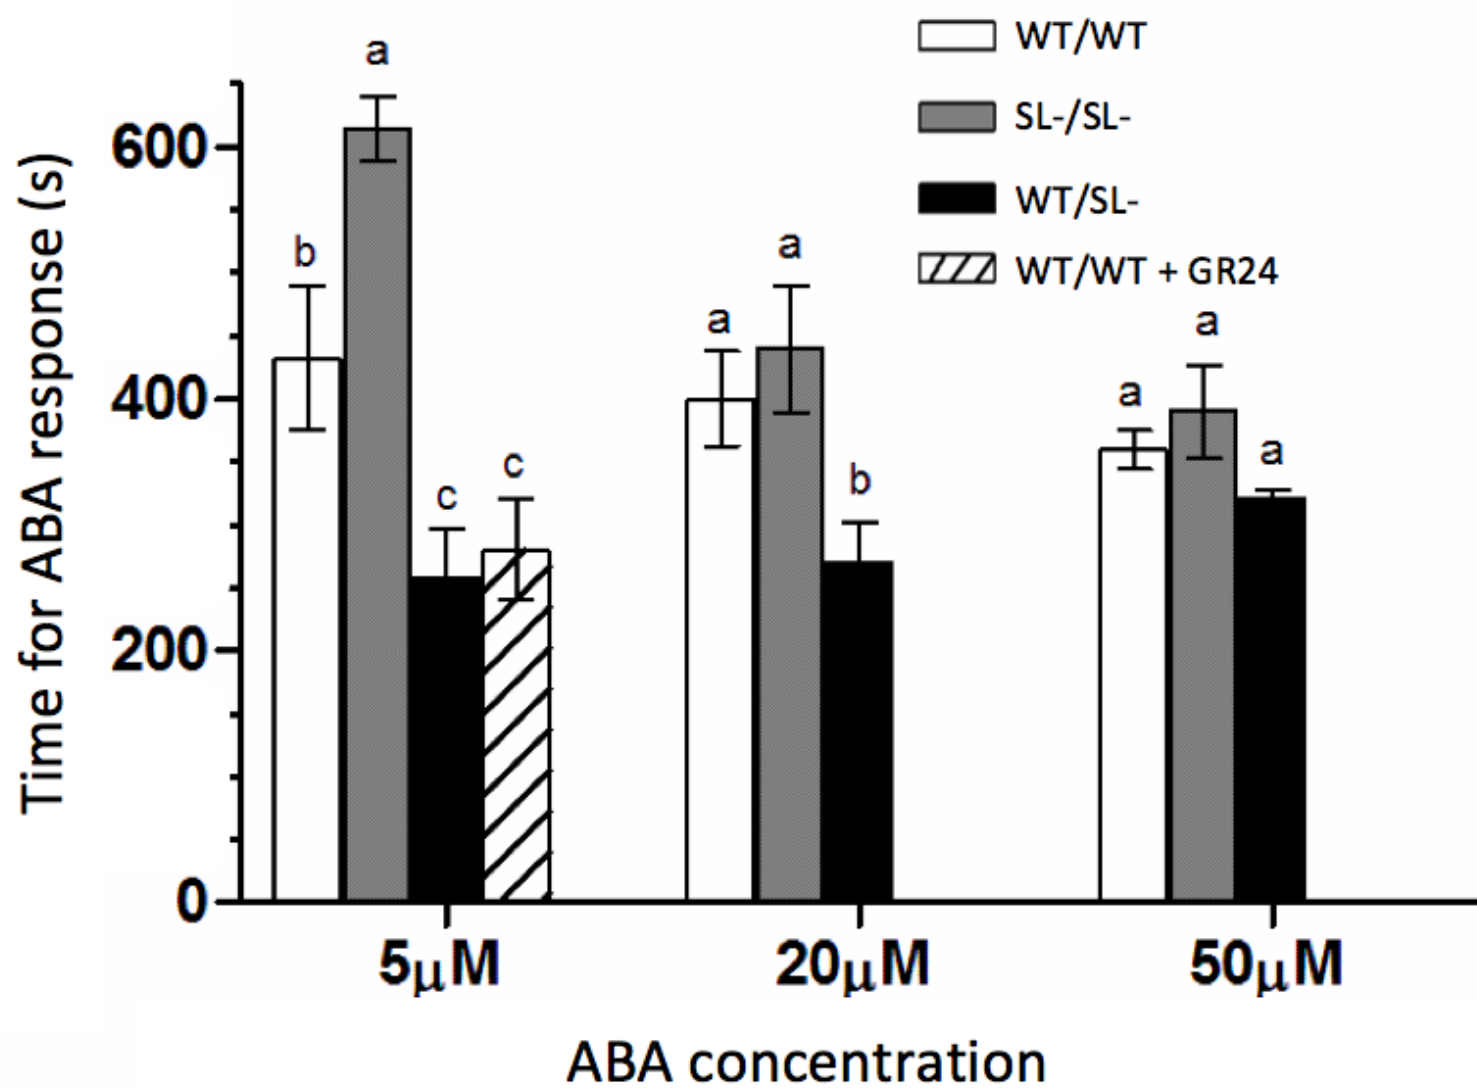 WT/WT
SL-/SL-
WT/SL-
WT/WT + GR24
Time for ABA response (s)
600
400
200
0
b
a
c
c
a
a
b
a
a
a
5μM
20μM
50μM
ABA concentration